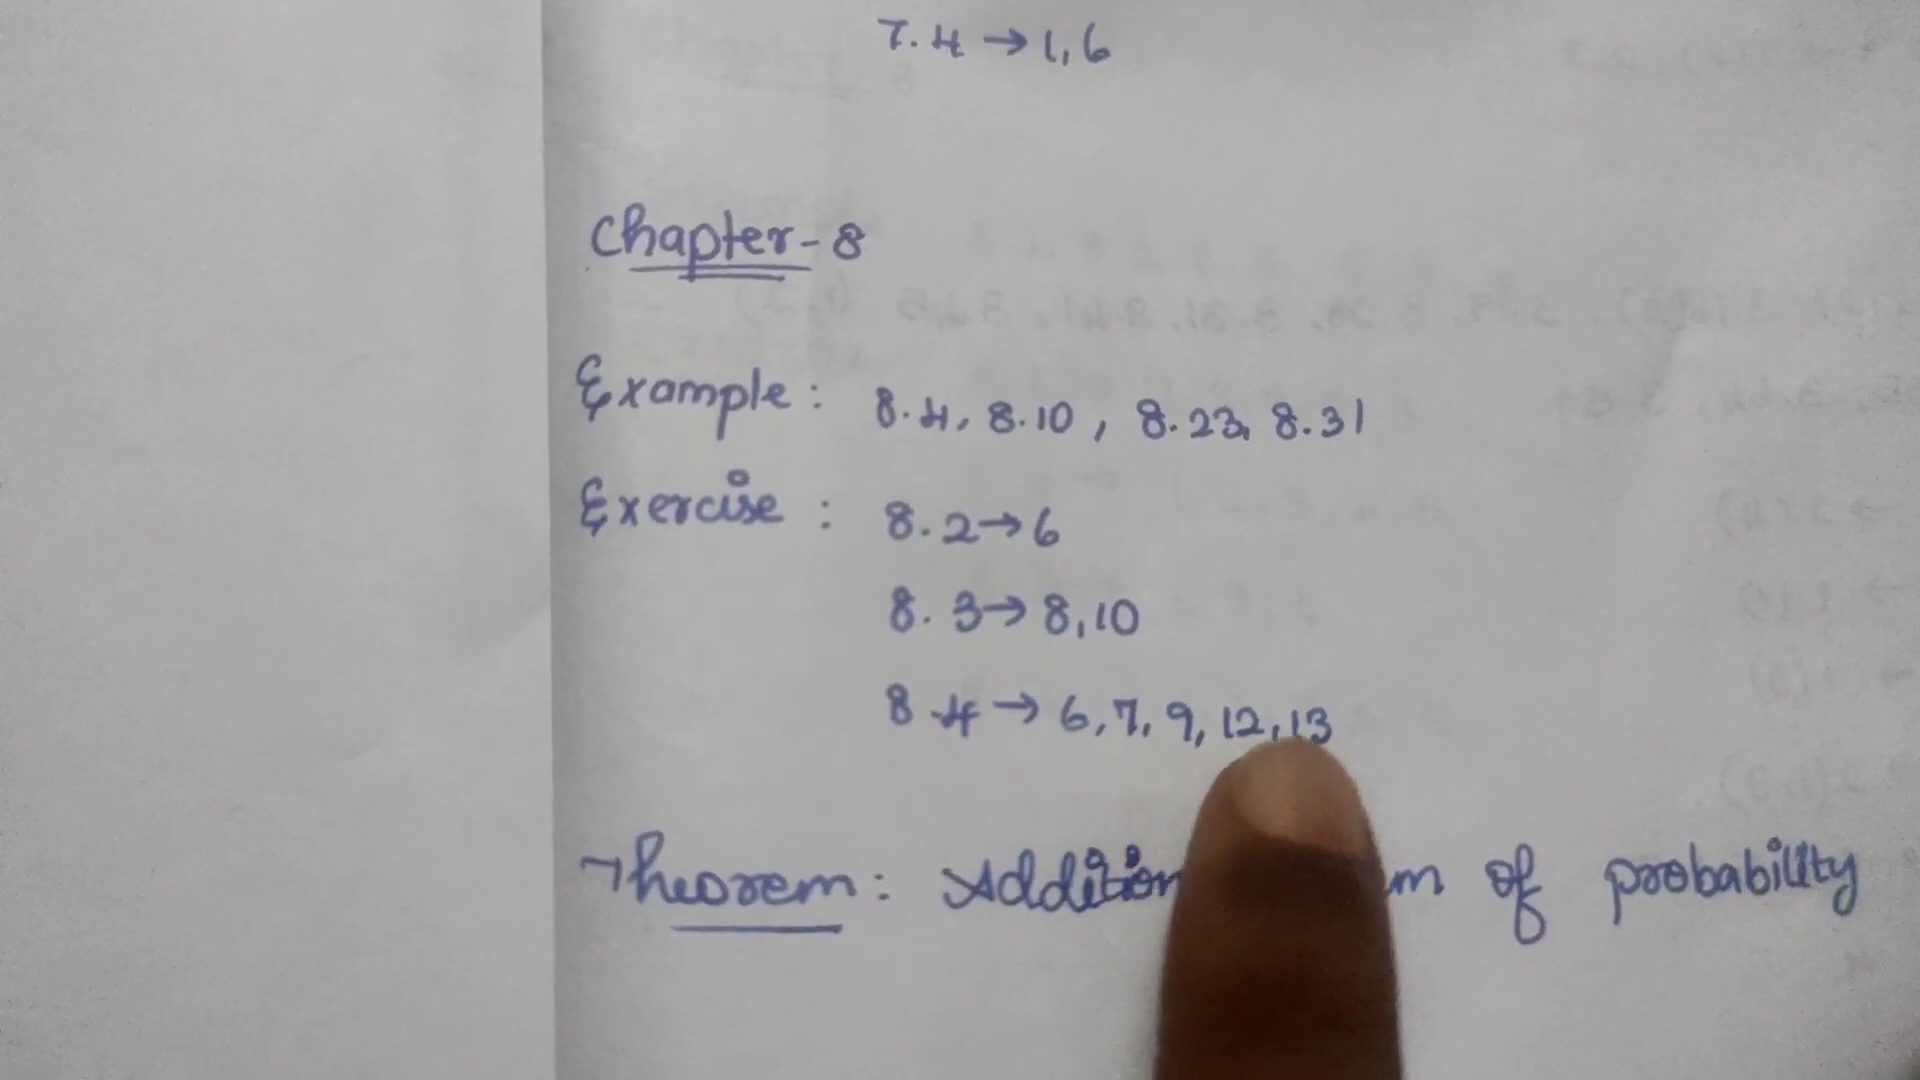 7.4 → 1, 6
Chapter - 8
Example : 8.4, 8.10, 8.23, 8.31
Exercise : 8.2 → 6
8.3 → 8, 10
8.4 → 6, 7, 9, 12, 13
Theorem : Addition of probability